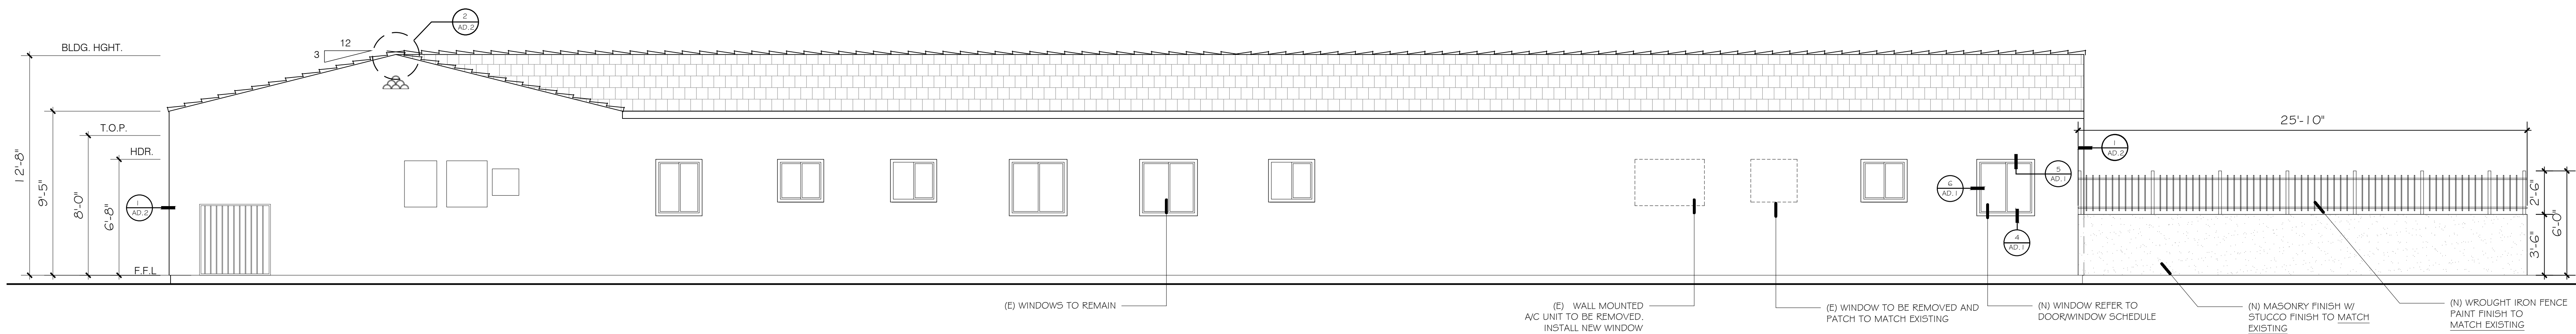 2
AD.2
BLDG. HGHT.
12
3
T.O.P.
HDR.
12'-8"
9'-5"
8'-0"
6'-8"
1
AD.2
F.F.L
25'-10"
1
AD.2
5
AD.1
6
AD.1
4
AD.1
2'-6"
3'-6"
6'-0"
(E) WINDOWS TO REMAIN
(E) WALL MOUNTED
A/C UNIT TO BE REMOVED.
INSTALL NEW WINDOW
(E) WINDOW TO BE REMOVED AND
PATCH TO MATCH EXISTING
(N) WINDOW REFER TO
DOOR/WINDOW SCHEDULE
(N) MASONRY FINISH W/
STUCCO FINISH TO MATCH
EXISTING
(N) WROUGHT IRON FENCE
PAINT FINISH TO
MATCH EXISTING